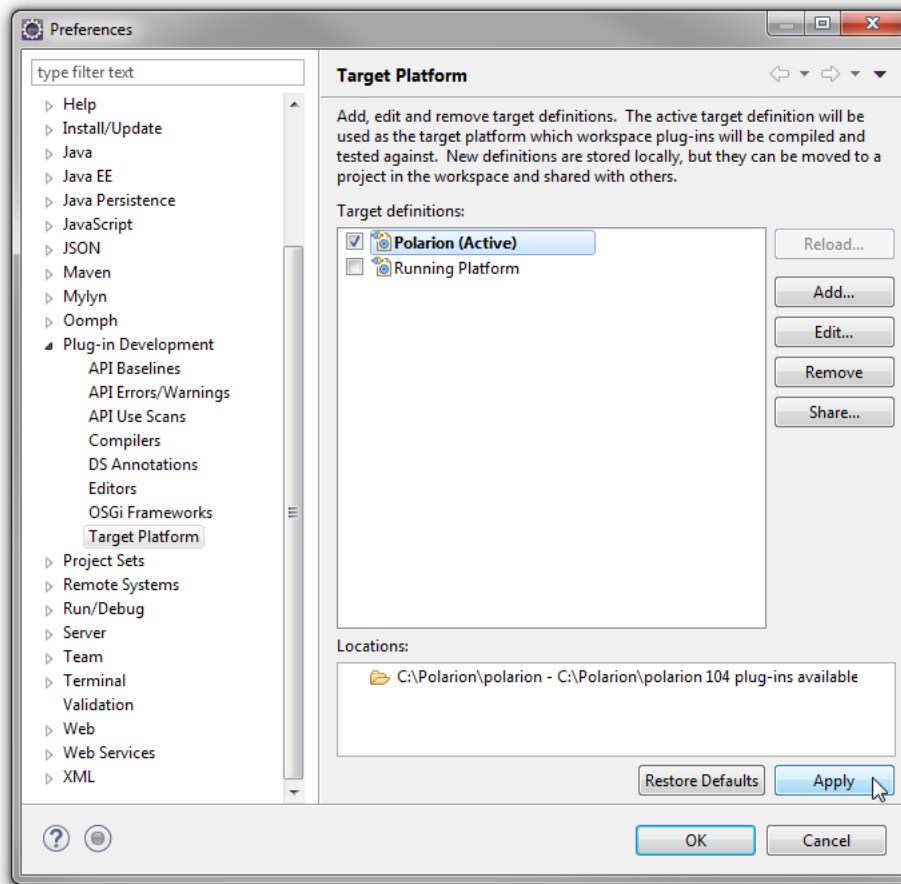 Preferences
type filter text
Help
Install/Update
Java
Java EE
Java Persistence
JavaScript
JSON
Maven
Mylyn
Oomph
Plug-in Development
API Baselines
API Errors/Warnings
API Use Scans
Compilers
DS Annotations
Editors
OSGi Frameworks
Target Platform
Project Sets
Remote Systems
Run/Debug
Server
Team
Terminal
Validation
Web
Web Services
XML
Target Platform
Add, edit and remove target definitions. The active target definition will be
used as the target platform which workspace plug-ins will be compiled and
tested against. New definitions are stored locally, but they can be moved to a
project in the workspace and shared with others.
Target definitions:
Polarion (Active)
Running Platform
Reload...
Add...
Edit...
Remove
Share...
Locations:
C:\Polarion\polarion - C:\Polarion\polarion 104 plug-ins available
Restore Defaults
Apply
?
OK
Cancel